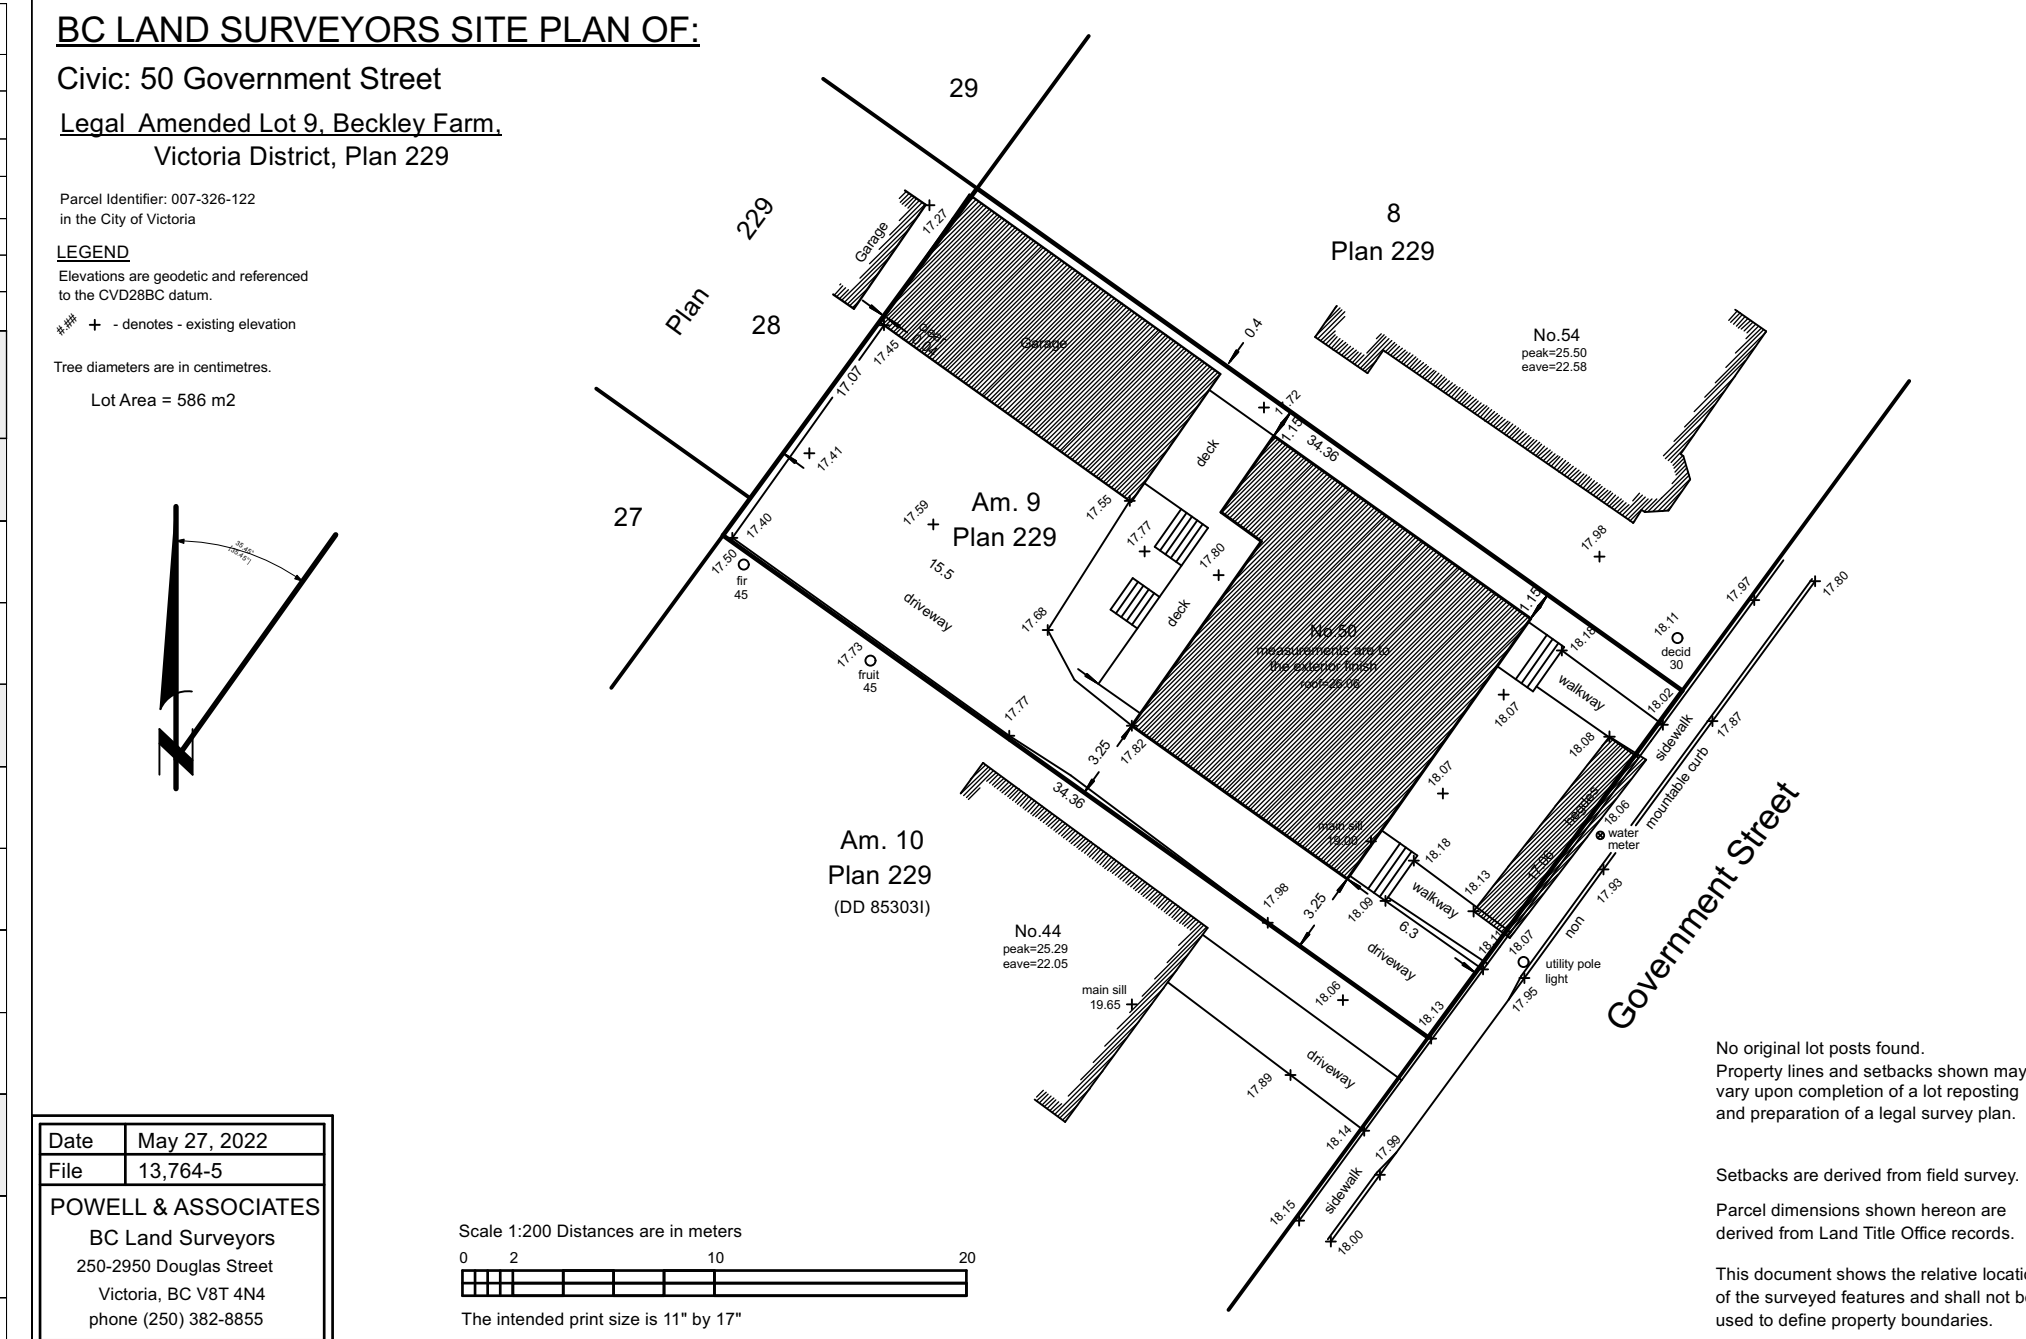 BC LAND SURVEYORS SITE PLAN OF:
Civic: 50 Government Street
Legal Amended Lot 9, Beckley Farm,
Victoria District, Plan 229
Parcel Identifier: 007-326-122
in the City of Victoria
LEGEND
Elevations are geodetic and referenced
to the CVD28BC datum.
#.## + - denotes - existing elevation
Tree diameters are in centimetres.
Lot Area = 586 m2
29
8
Plan 229
Plan 229
28
27
Garage
17.27
17.45
17.07
17.41
17.40
17.50
fir
45
Garage
0.4
17.59
15.5
driveway
Am. 9
Plan 229
17.55
deck
1.15
34.36
17.77
17.80
deck
17.68
17.73
fruit
45
17.77
3.25
17.82
34.36
No.54
peak=25.50
eave=22.58
17.98
No.50
measurements are to
the exterior finish
1.15
18.18
walkway
18.07
18.02
18.11
decid
30
17.97
17.80
sidewalk
17.87
mountable curb
18.08
18.07
18.06
water
meter
main sill
18.18
walkway
18.13
17.93
non
18.09
6.3
3.25
17.98
driveway
18.07
utility pole
light
17.95
18.06
18.13
Government Street
Am. 10
Plan 229
(DD 85303I)
No.44
peak=25.29
eave=22.05
main sill
19.65
driveway
17.89
18.14
17.99
sidewalk
18.15
18.00
No original lot posts found.
Property lines and setbacks shown may
vary upon completion of a lot reposting
and preparation of a legal survey plan.
Setbacks are derived from field survey.
Parcel dimensions shown hereon are
derived from Land Title Office records.
This document shows the relative locati
of the surveyed features and shall not b
used to define property boundaries.
Date May 27, 2022
File 13,764-5
POWELL & ASSOCIATES
BC Land Surveyors
250-2950 Douglas Street
Victoria, BC V8T 4N4
phone (250) 382-8855
Scale 1:200 Distances are in meters
0 2 10 20
The intended print size is 11" by 17"